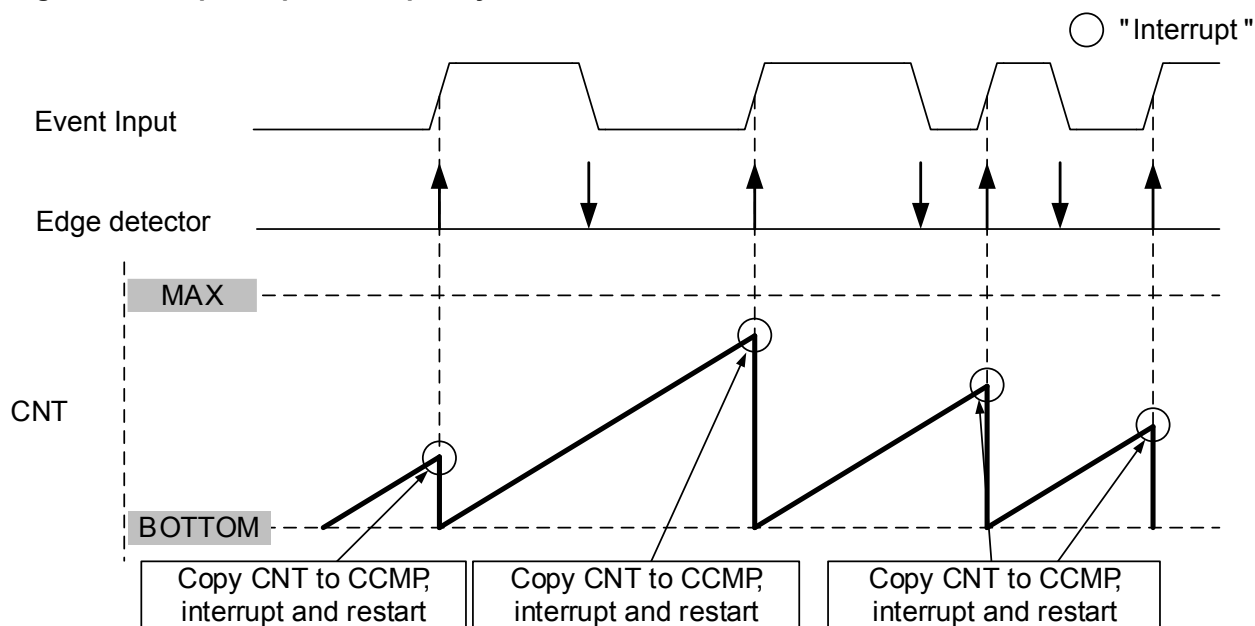 "Interrupt"
Event Input
Edge detector
MAX
CNT
BOTTOM
Copy CNT to CCMP,
interrupt and restart
Copy CNT to CCMP,
interrupt and restart
Copy CNT to CCMP,
interrupt and restart